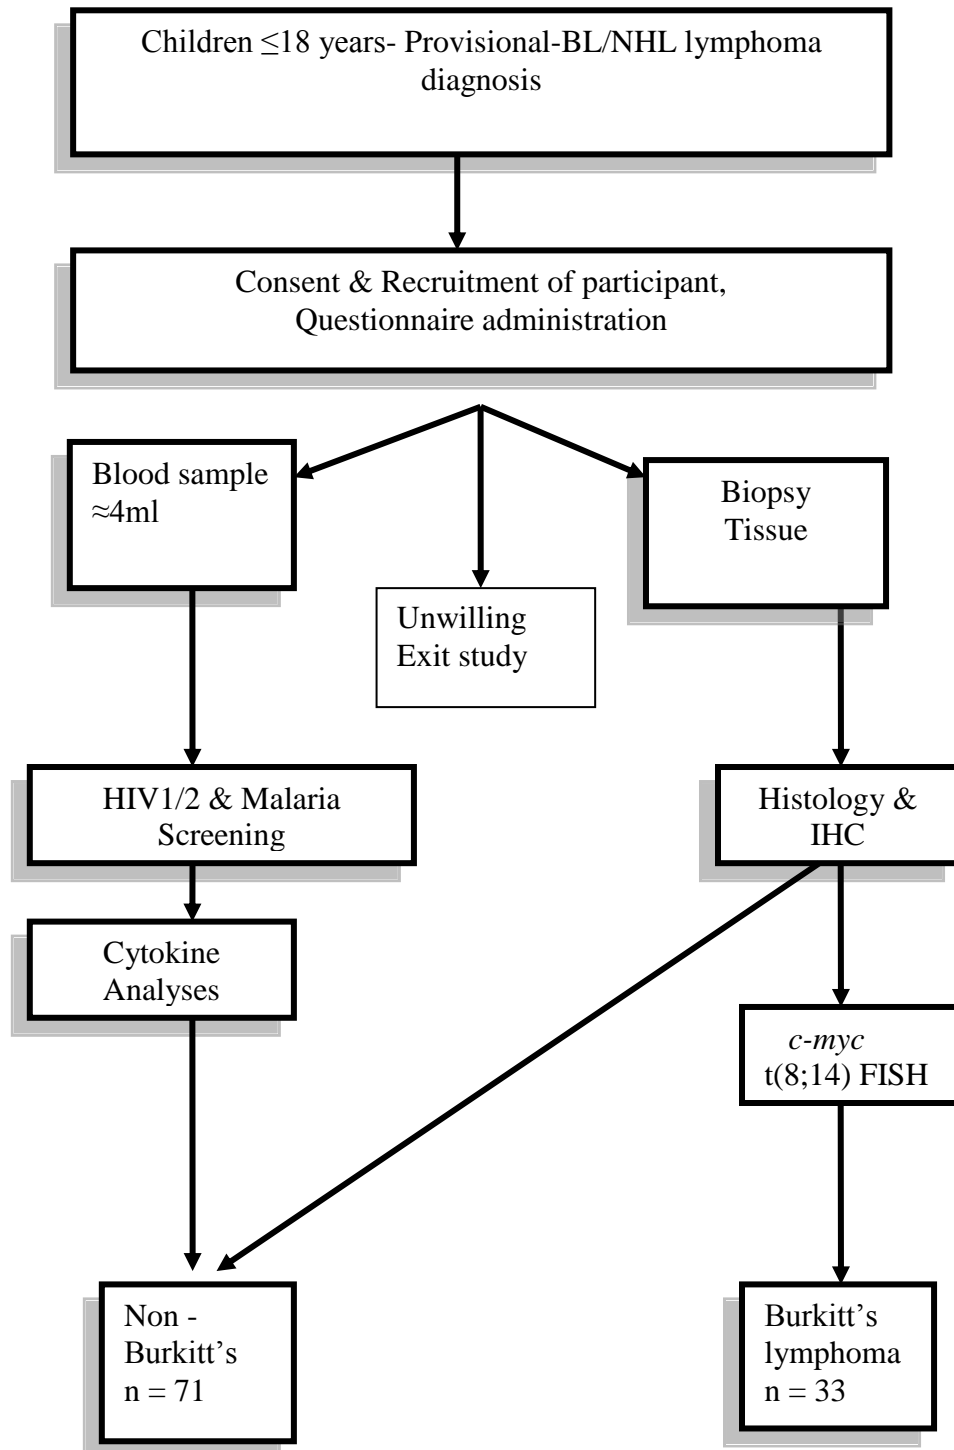 Children ≤18 years- Provisional-BL/NHL lymphoma
diagnosis
Consent & Recruitment of participant,
Questionnaire administration
Blood sample
≈4ml
Biopsy
Tissue
Unwilling
Exit study
HIV1/2 & Malaria
Screening
Histology &
IHC
Cytokine
Analyses
c-myc
t(8;14) FISH
Non -
Burkitt’s
n = 71
Burkitt’s
lymphoma
n = 33